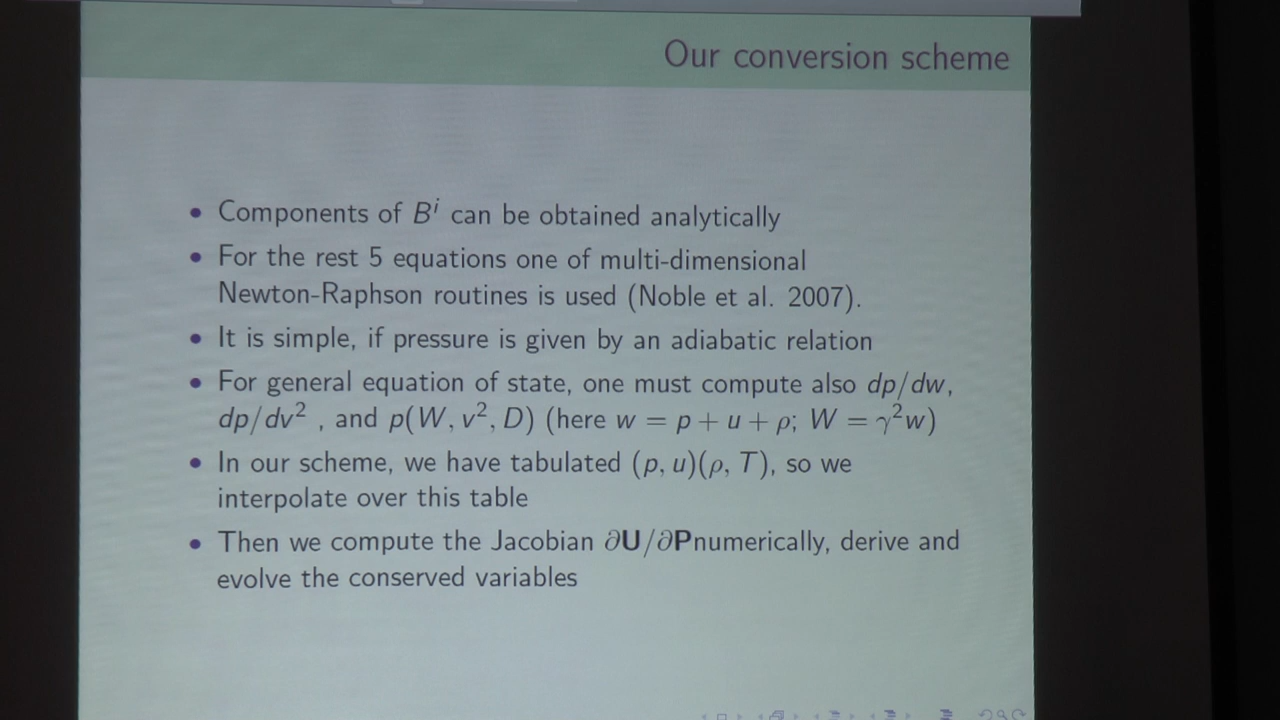 Our conversion scheme
• Components of Bⁱ can be obtained analytically
• For the rest 5 equations one of multi-dimensional
Newton-Raphson routines is used (Noble et al. 2007).
• It is simple, if pressure is given by an adiabatic relation
• For general equation of state, one must compute also dp/dw,
dp/dv² , and p(W, v², D) (here w = p + u + ρ; W = γ²w)
• In our scheme, we have tabulated (p, u)(ρ, T), so we
interpolate over this table
• Then we compute the Jacobian ∂U/∂Pnumerically, derive and
evolve the conserved variables